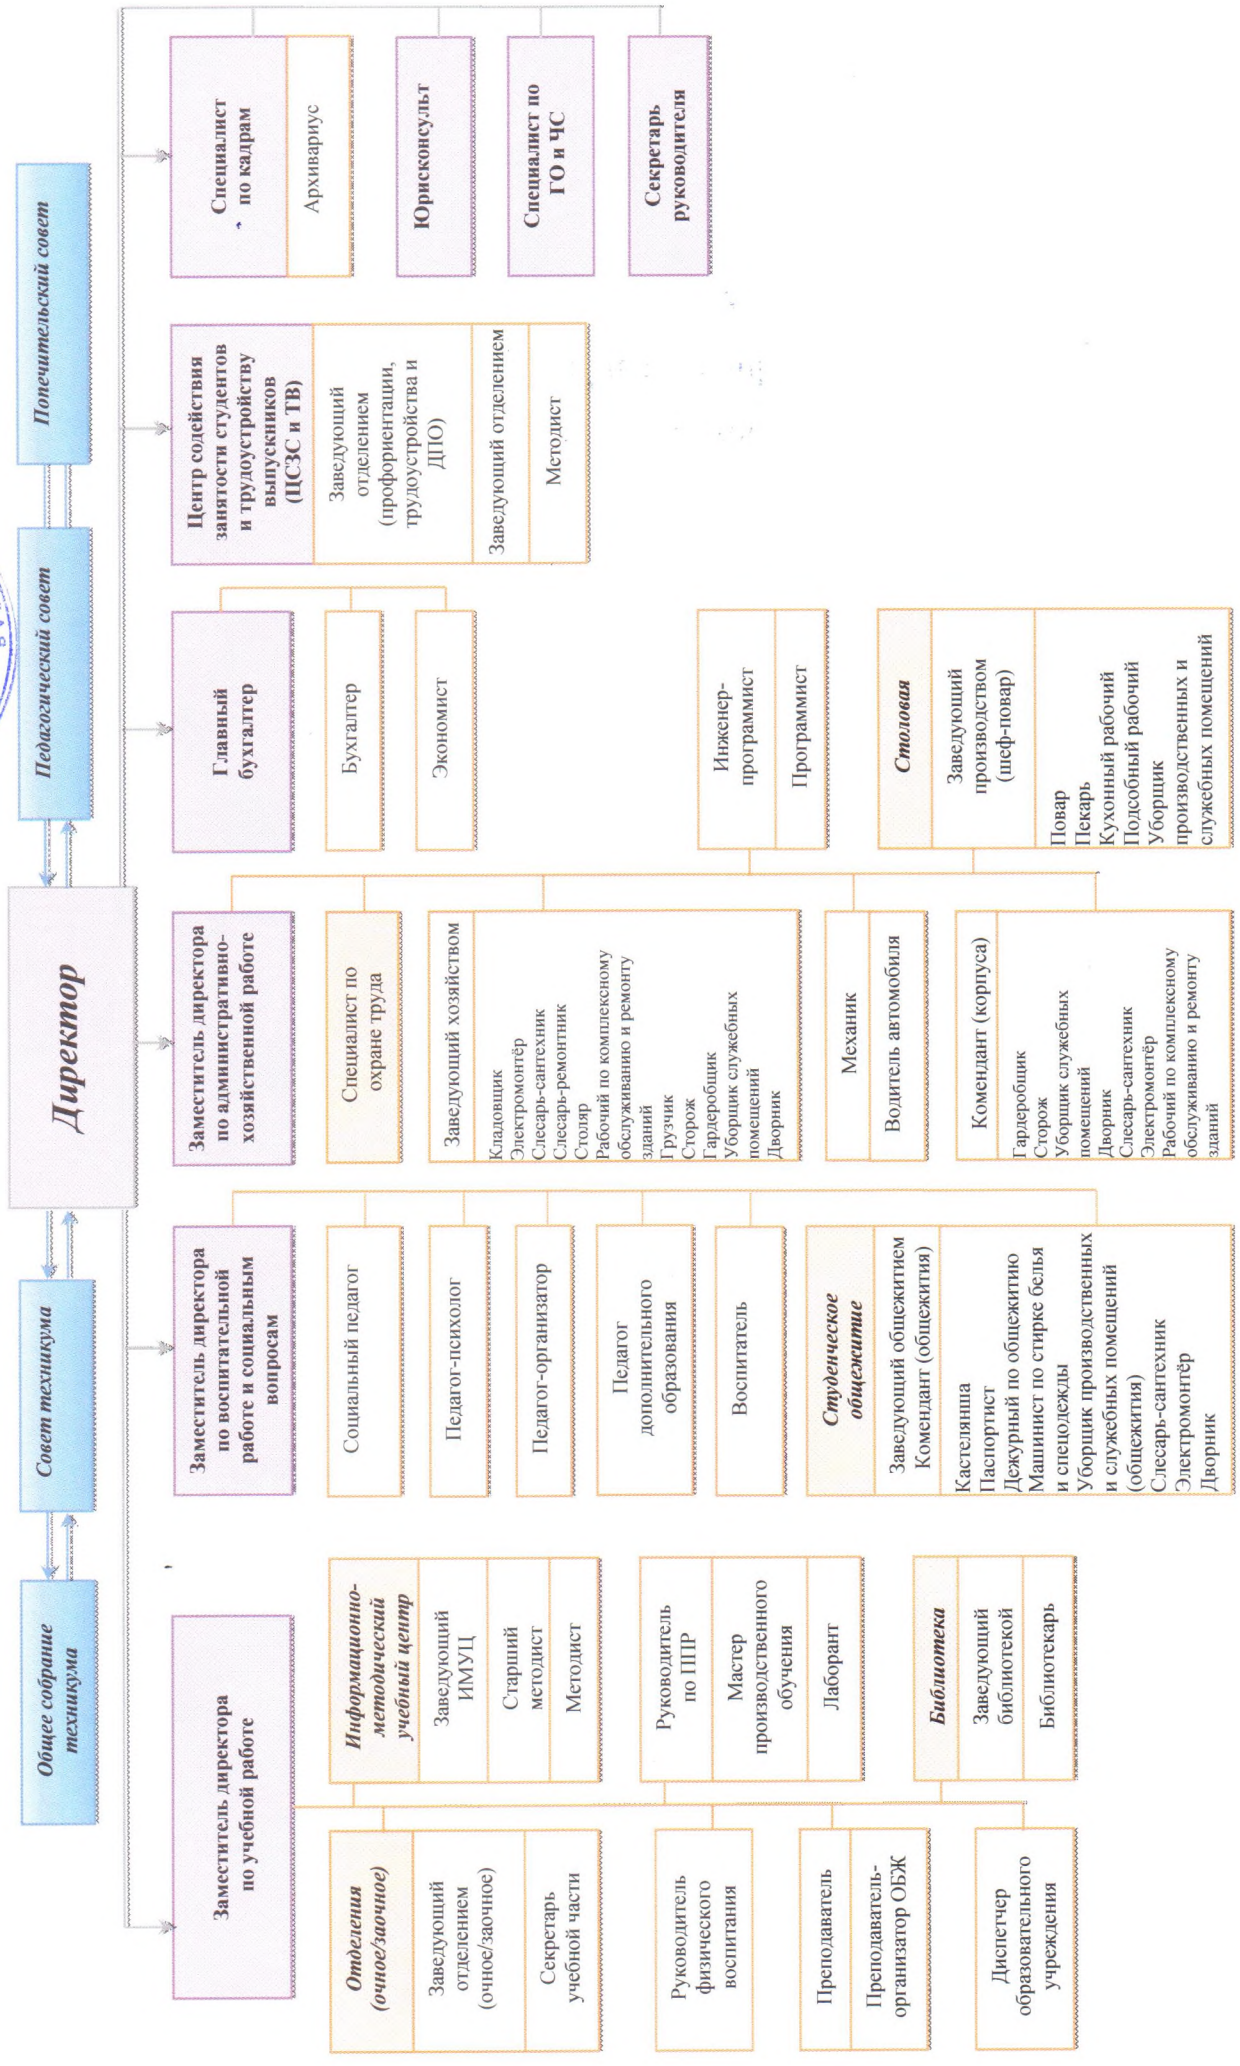 Общее собрание
техникума
Совет техникума
Директор
Педагогический совет
Попечительский совет
Заместитель директора
по учебной работе
Отделения
(очное/заочное)
Заведующий
отделением
(очное/заочное)
Секретарь
учебной части
Руководитель
физического
воспитания
Преподаватель
Преподаватель-
организатор ОБЖ
Диспетчер
образовательного
учреждения
Информационно-
методический
учебный центр
Заведующий
ИМУЦ
Старший
методист
Методист
Руководитель
по ППР
Мастер
производственного
обучения
Лаборант
Библиотека
Заведующий
библиотекой
Библиотекарь
Заместитель директора
по воспитательной
работе и социальным
вопросам
Социальный педагог
Педагог-психолог
Педагог-организатор
Педагог
дополнительного
образования
Воспитатель
Студенческое
общежитие
Заведующий общежитием
Комендант (общежития)
Кастелянша
Паспортист
Дежурный по общежитию
Машинист по стирке белья
и спецодежды
Уборщик производственных
и служебных помещений
(общежития)
Слесарь-сантехник
Электромонтёр
Дворник
Заместитель директора
по административно-
хозяйственной работе
Специалист по
охране труда
Заведующий хозяйством
Кладовщик
Электромонтёр
Слесарь-сантехник
Слесарь-ремонтник
Столяр
Рабочий по комплексному
обслуживанию и ремонту
зданий
Грузчик
Сторож
Гардеробщик
Уборщик служебных
помещений
Дворник
Механик
Водитель автомобиля
Комендант (корпуса)
Гардеробщик
Сторож
Уборщик служебных
помещений
Дворник
Слесарь-сантехник
Электромонтёр
Рабочий по комплексному
обслуживанию и ремонту
зданий
Инженер-
программист
Программист
Столовая
Заведующий
производством
(шеф-повар)
Повар
Пекарь
Кухонный рабочий
Подсобный рабочий
Уборщик
производственных и
служебных помещений
Главный
бухгалтер
Бухгалтер
Экономист
Центр содействия
занятости студентов
и трудоустройству
выпускников
(ЦСЗС и ТВ)
Заведующий
отделением
(профориентации,
трудоустройства и
ДПО)
Заведующий отделением
Методист
Специалист
по кадрам
Архивариус
Юрисконсульт
Специалист по
ГО и ЧС
Секретарь
руководителя